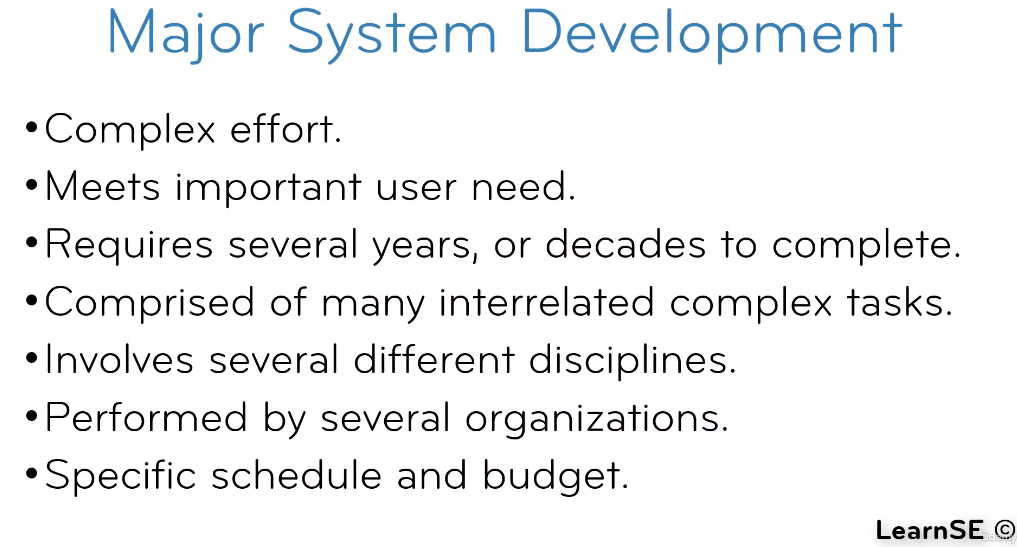 Major System Development
•Complex effort.
•Meets important user need.
•Requires several years, or decades to complete.
•Comprised of many interrelated complex tasks.
•Involves several different disciplines.
•Performed by several organizations.
•Specific schedule and budget.
LearnSE ©